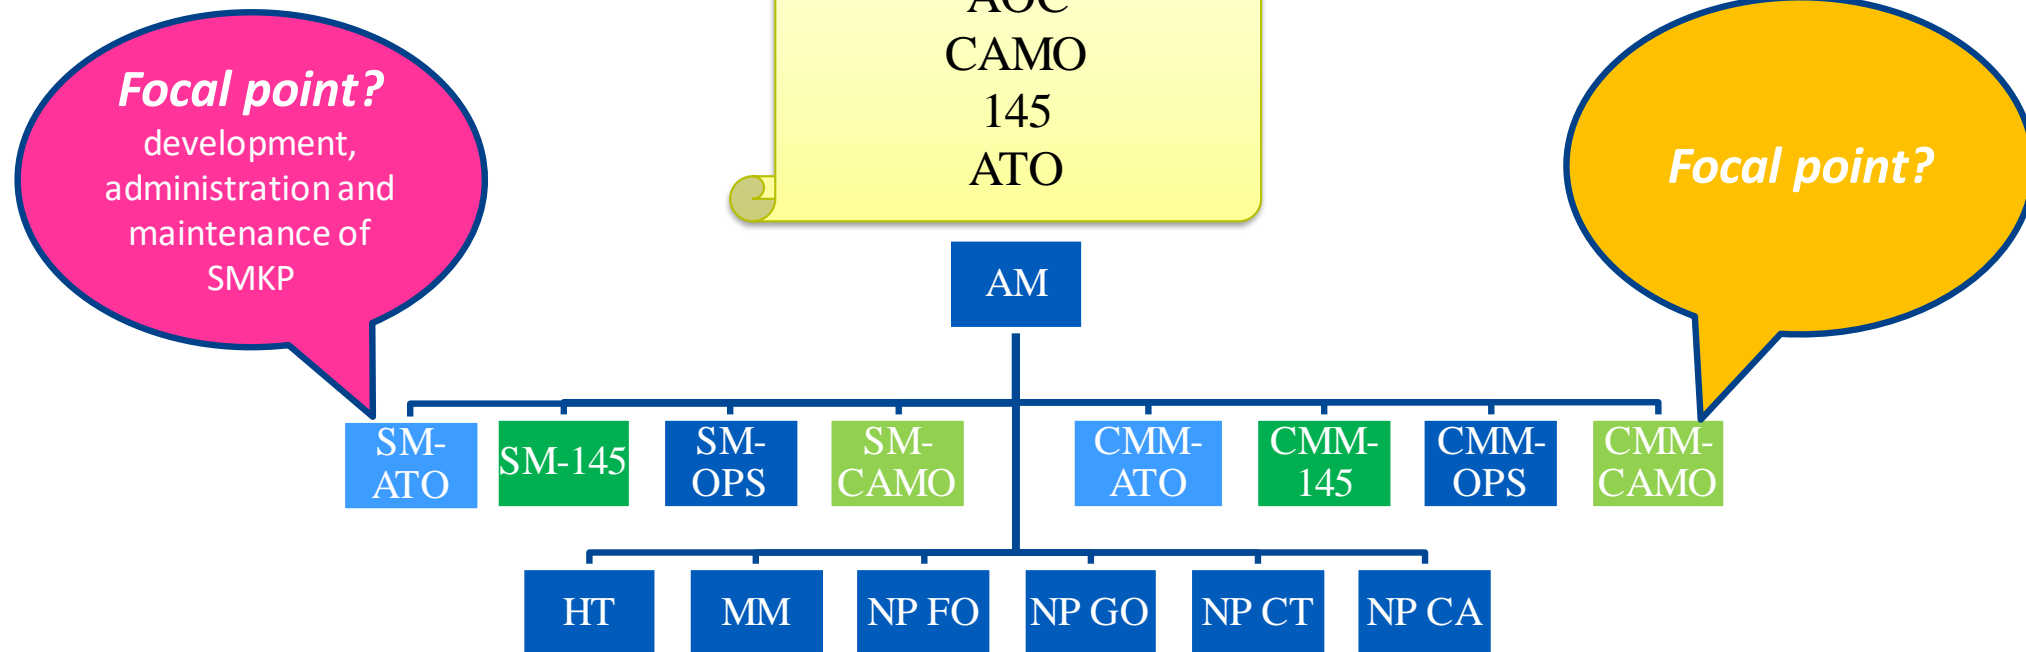 AOC
CAMO
145
ATO
Focal point?
development,
administration and
maintenance of
SMKP
Focal point?
AM
SM-
ATO
SM-145
SM-
OPS
SM-
CAMO
CMM-
ATO
CMM-
145
CMM-
OPS
CMM-
CAMO
HT
MM
NP FO
NP GO
NP CT
NP CA